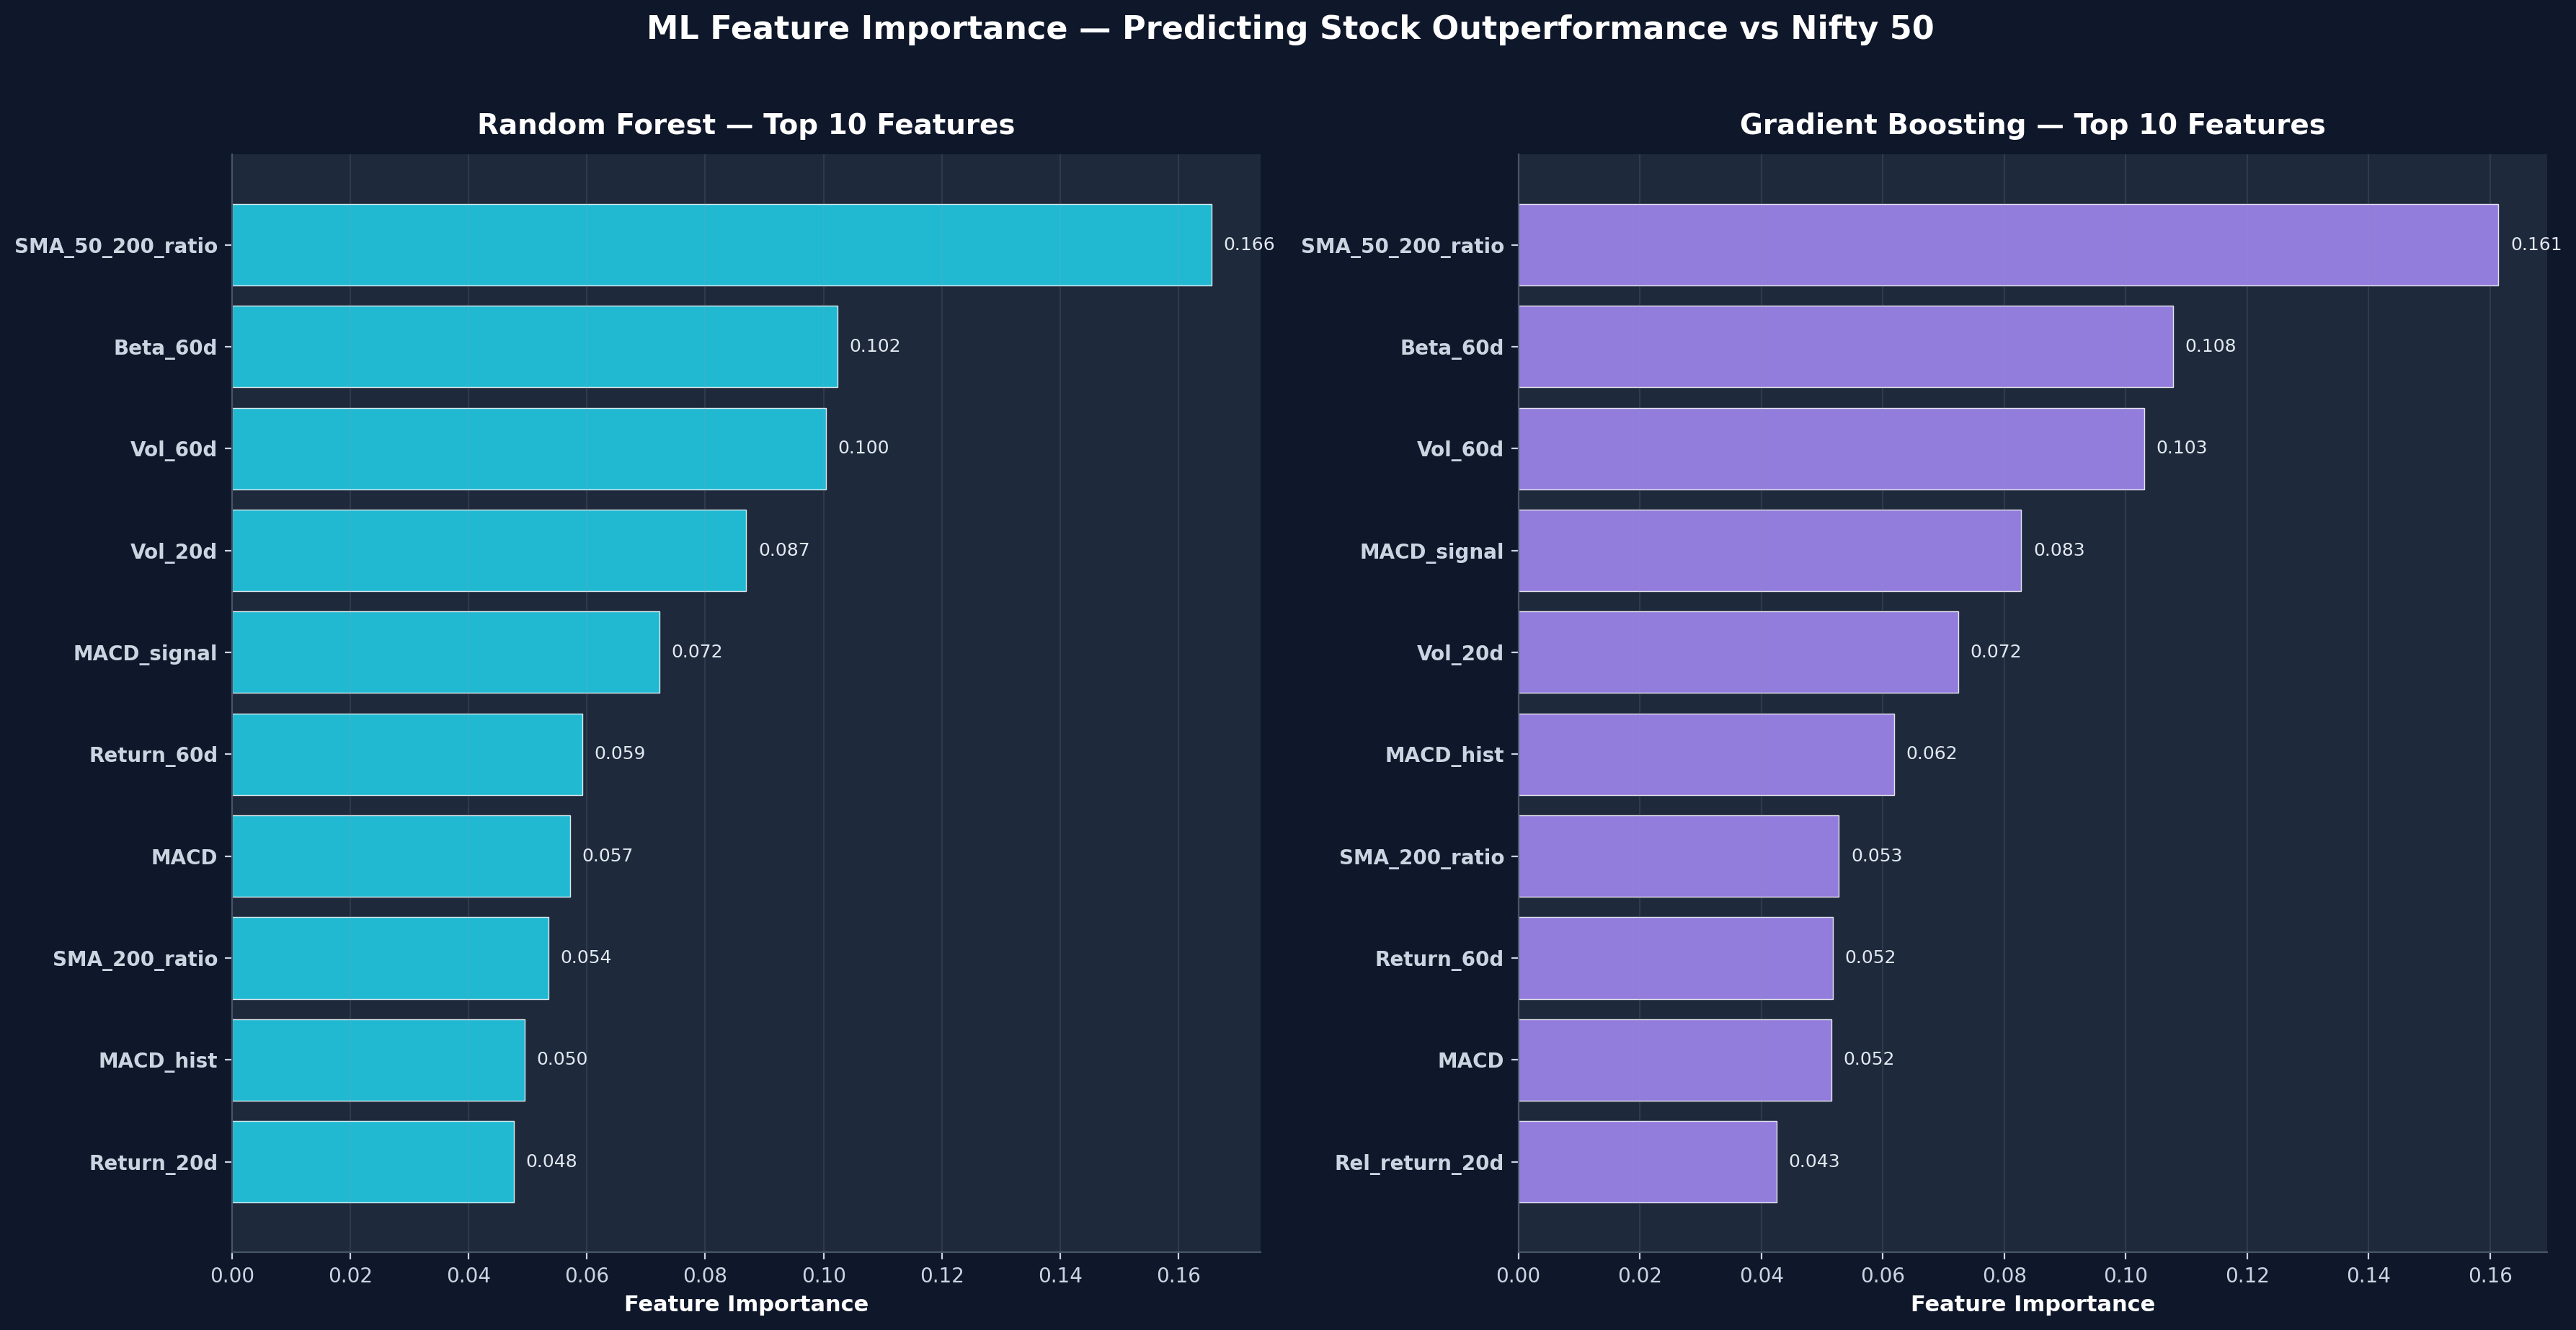 ML Feature Importance — Predicting Stock Outperformance vs Nifty 50
Random Forest — Top 10 Features
SMA_50_200_ratio 0.166
Beta_60d 0.102
Vol_60d 0.100
Vol_20d 0.087
MACD_signal 0.072
Return_60d 0.059
MACD 0.057
SMA_200_ratio 0.054
MACD_hist 0.050
Return_20d 0.048
0.00 0.02 0.04 0.06 0.08 0.10 0.12 0.14 0.16
Feature Importance
Gradient Boosting — Top 10 Features
SMA_50_200_ratio 0.161
Beta_60d 0.108
Vol_60d 0.103
MACD_signal 0.083
Vol_20d 0.072
MACD_hist 0.062
SMA_200_ratio 0.053
Return_60d 0.052
MACD 0.052
Rel_return_20d 0.043
0.00 0.02 0.04 0.06 0.08 0.10 0.12 0.14 0.16
Feature Importance